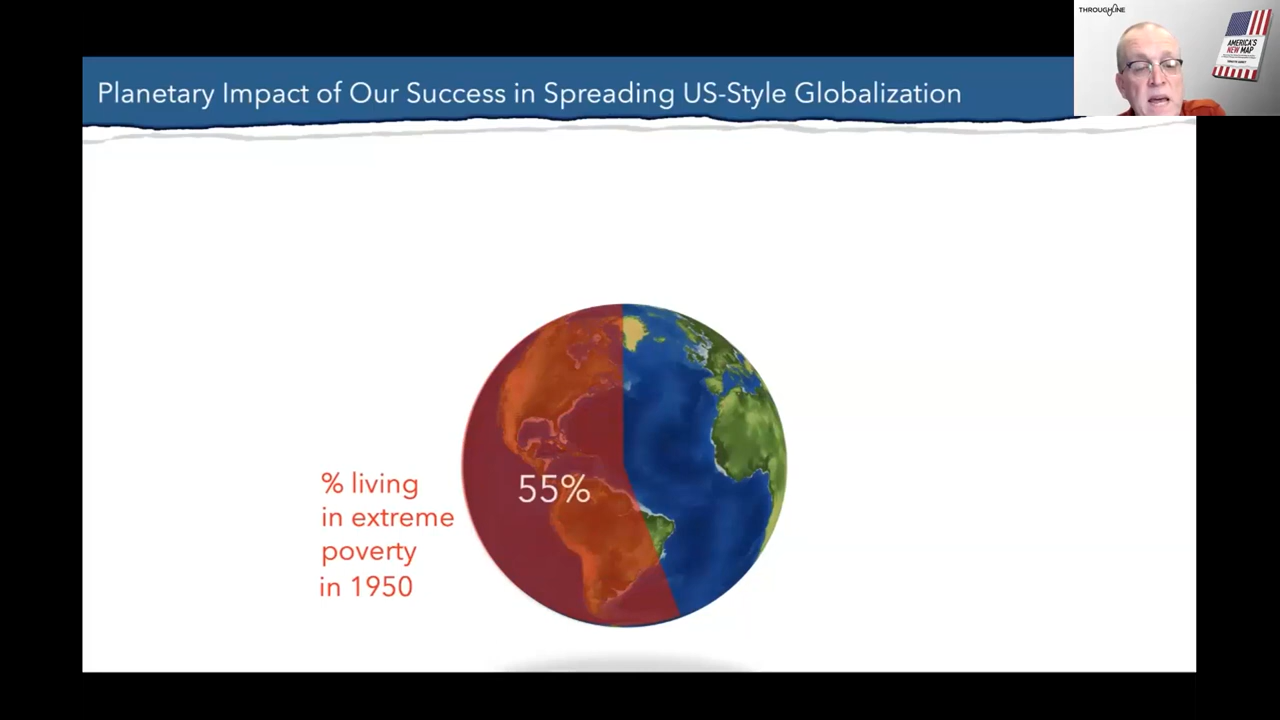 THROUGHLINE
AMERICA'S
NEW MAP
Planetary Impact of Our Success in Spreading US-Style Globalization
55%
% living
in extreme
poverty
in 1950